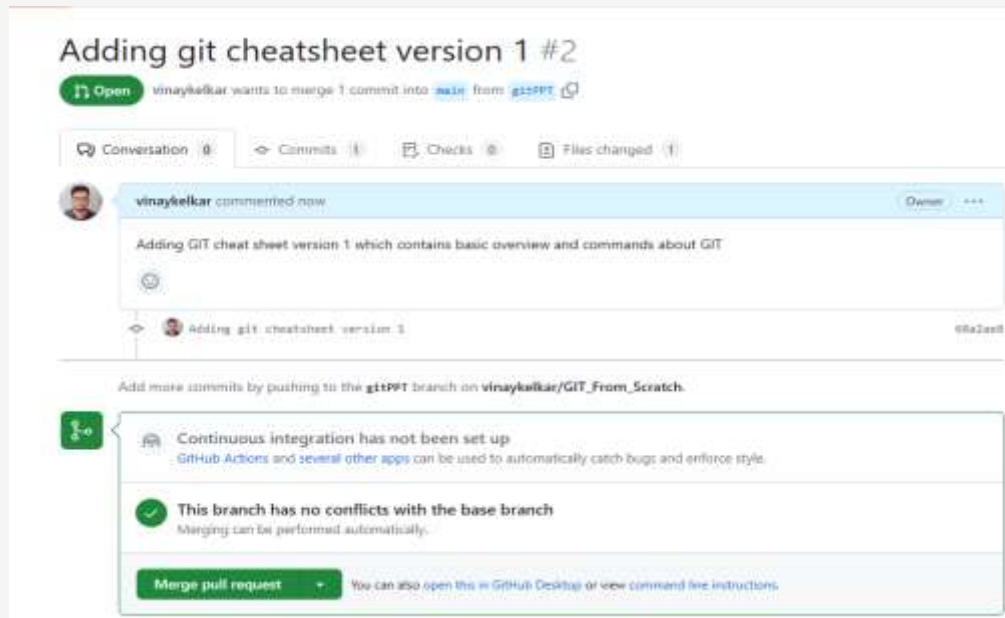 Adding git cheatsheet version 1 #2
Open vinaykelkar wants to merge 1 commit into main from gitPPT
Conversation 0 Commits 1 Checks 0 Files changed 1
vinaykelkar commented now Owner
Adding GIT cheat sheet version 1 which contains basic overview and commands about GIT
Adding git cheatsheet version 1
Add more commits by pushing to the gitPPT branch on vinaykelkar/GIT_From_Scratch.
Continuous integration has not been set up
GitHub Actions and several other apps can be used to automatically catch bugs and enforce style.
This branch has no conflicts with the base branch
Merging can be performed automatically.
Merge pull request You can also open this in GitHub Desktop or view command line instructions.